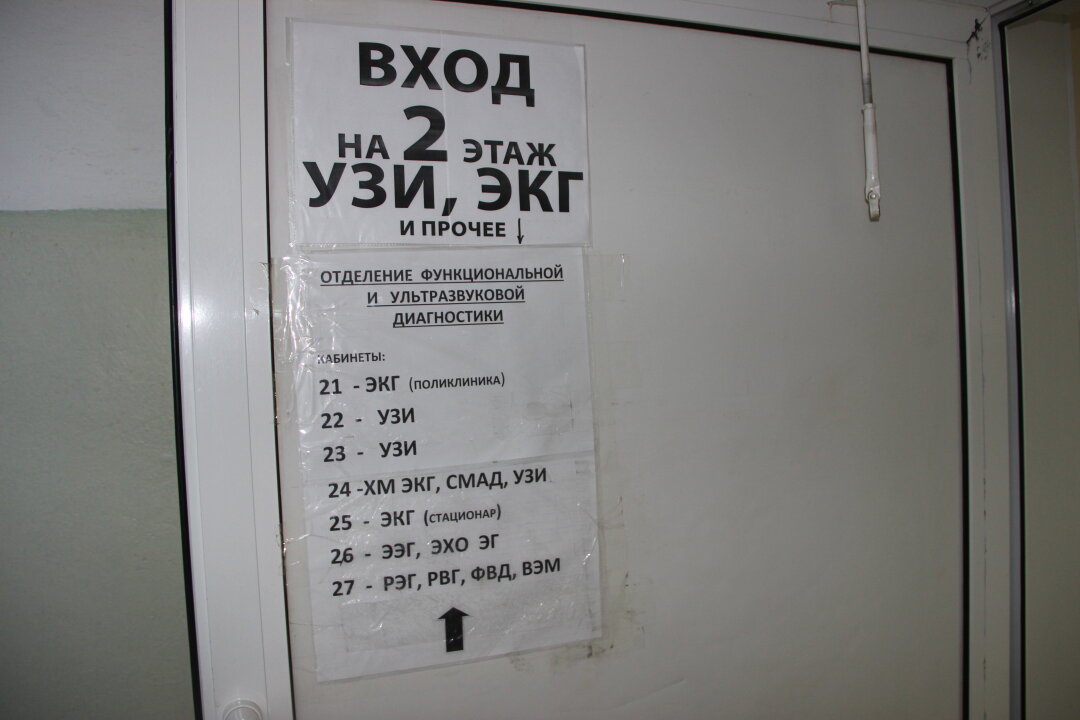 ВХОД
НА 2 ЭТАЖ
УЗИ, ЭКГ
И ПРОЧЕЕ ↓
ОТДЕЛЕНИЕ ФУНКЦИОНАЛЬНОЙ
И УЛЬТРАЗВУКОВОЙ
ДИАГНОСТИКИ
КАБИНЕТЫ:
21 - ЭКГ (ПОЛИКЛИНИКА)
22 - УЗИ
23 - УЗИ
24 -ХМ ЭКГ, СМАД, УЗИ
25 - ЭКГ (СТАЦИОНАР)
26 - ЭЭГ, ЭХО ЭГ
27 - РЭГ, РВГ, ФВД, ВЭМ